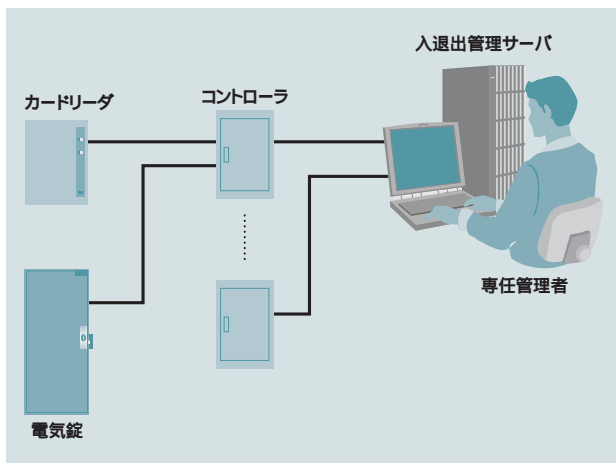 入退出管理サーバ
カードリーダ
コントローラ
専任管理者
電気錠